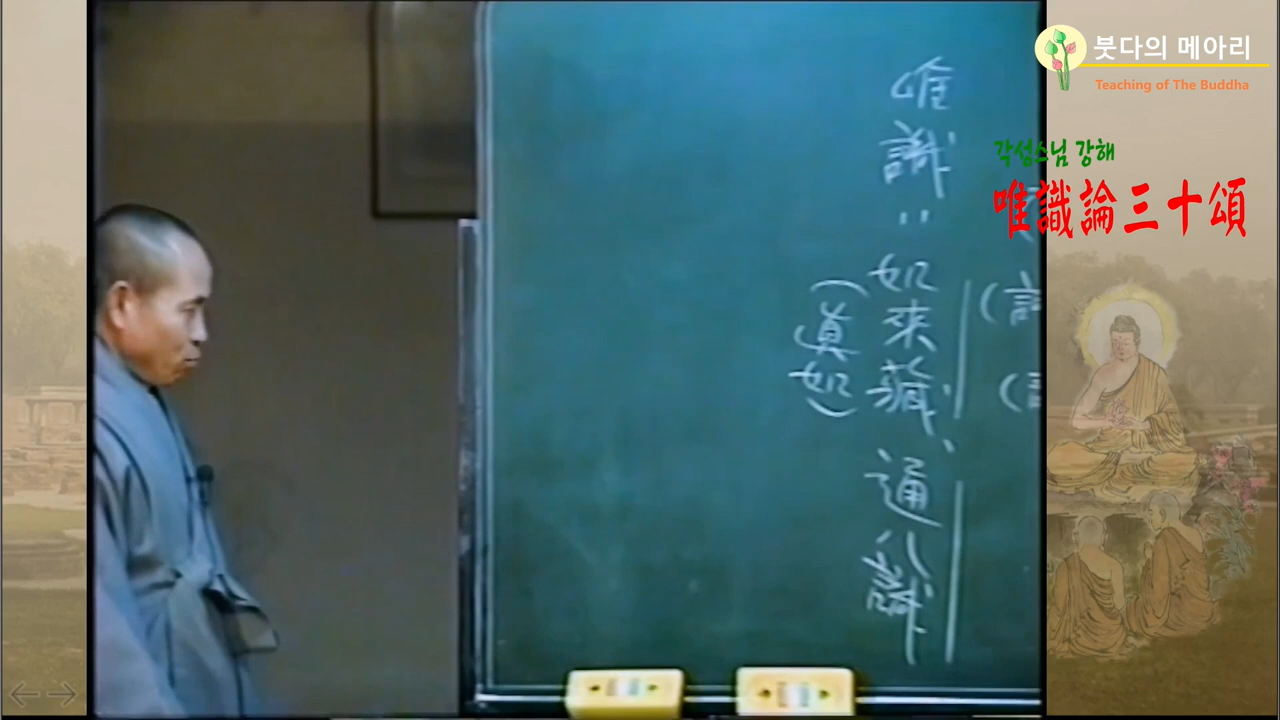 붓다의 메아리
Teaching of The Buddha
각성스님 강해
唯識論三十頌
唯識〃如來藏、通八識
(眞如)